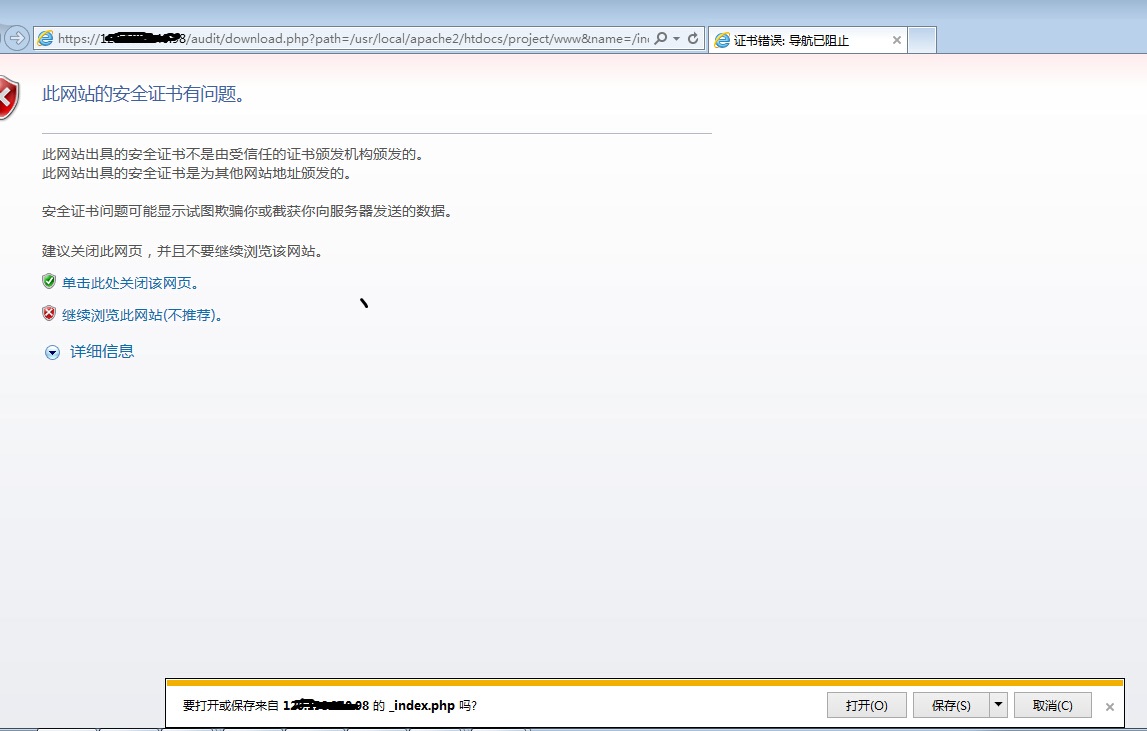 https://1 8/audit/download.php?path=/usr/local/apache2/htdocs/project/www&name=/in
证书错误: 导航已阻止
此网站的安全证书有问题。
此网站出具的安全证书不是由受信任的证书颁发机构颁发的。
此网站出具的安全证书是为其他网站地址颁发的。
安全证书问题可能显示试图欺骗你或截获你向服务器发送的数据。
建议关闭此网页，并且不要继续浏览该网站。
单击此处关闭该网页。
继续浏览此网站(不推荐)。
详细信息
要打开或保存来自 98 的 _index.php 吗?
打开(O)
保存(S)
取消(C)